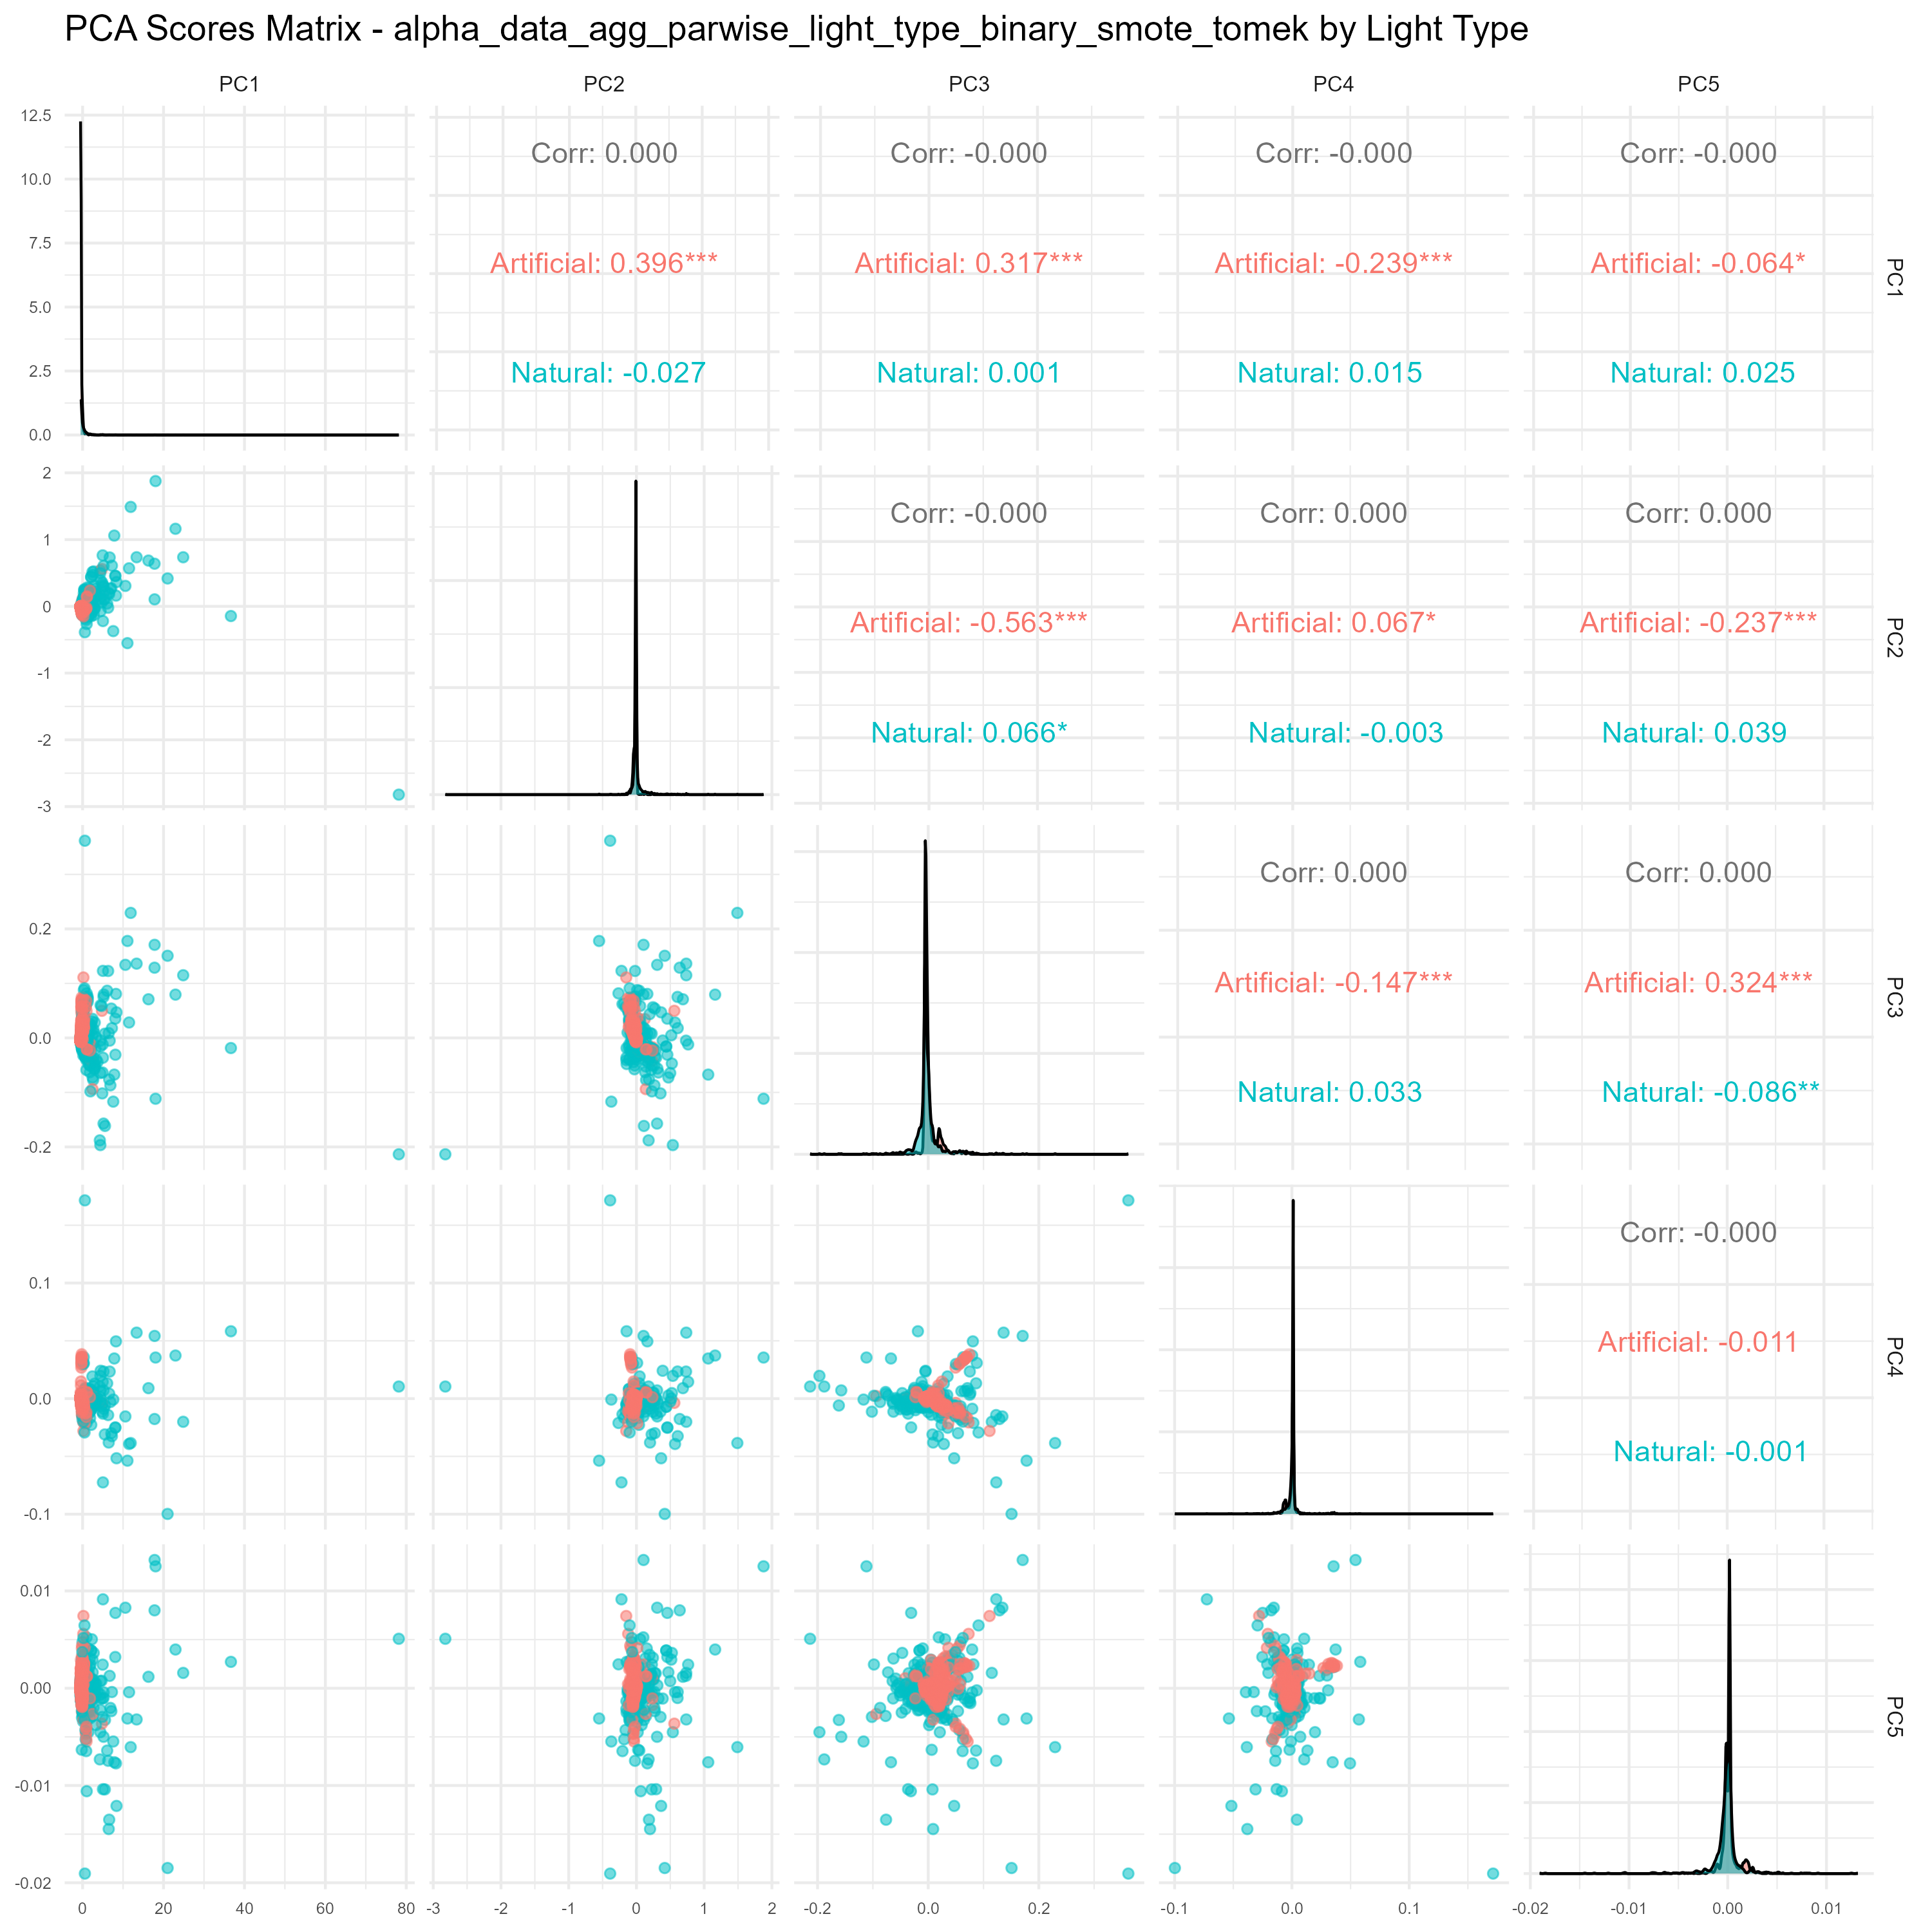 PCA Scores Matrix - alpha_data_agg_parwise_light_type_binary_smote_tomek by Light Type
PC1 PC2 PC3 PC4 PC5
12.5
10.0
7.5
5.0
2.5
0.0
Corr: 0.000
Artificial: 0.396***
Natural: -0.027
Corr: -0.000
Artificial: 0.317***
Natural: 0.001
Corr: -0.000
Artificial: -0.239***
Natural: 0.015
Corr: -0.000
Artificial: -0.064*
Natural: 0.025
PC1
2
1
0
-1
-2
-3
Corr: -0.000
Artificial: -0.563***
Natural: 0.066*
Corr: 0.000
Artificial: 0.067*
Natural: -0.003
Corr: 0.000
Artificial: -0.237***
Natural: 0.039
PC2
0.2
0.0
-0.2
Corr: 0.000
Artificial: -0.147***
Natural: 0.033
Corr: 0.000
Artificial: 0.324***
Natural: -0.086**
PC3
0.1
0.0
-0.1
Corr: -0.000
Artificial: -0.011
Natural: -0.001
PC4
0.01
0.00
-0.01
-0.02
PC5
0 20 40 60 80
-3 -2 -1 0 1 2
-0.2 0.0 0.2
-0.1 0.0 0.1
-0.02 -0.01 0.00 0.01